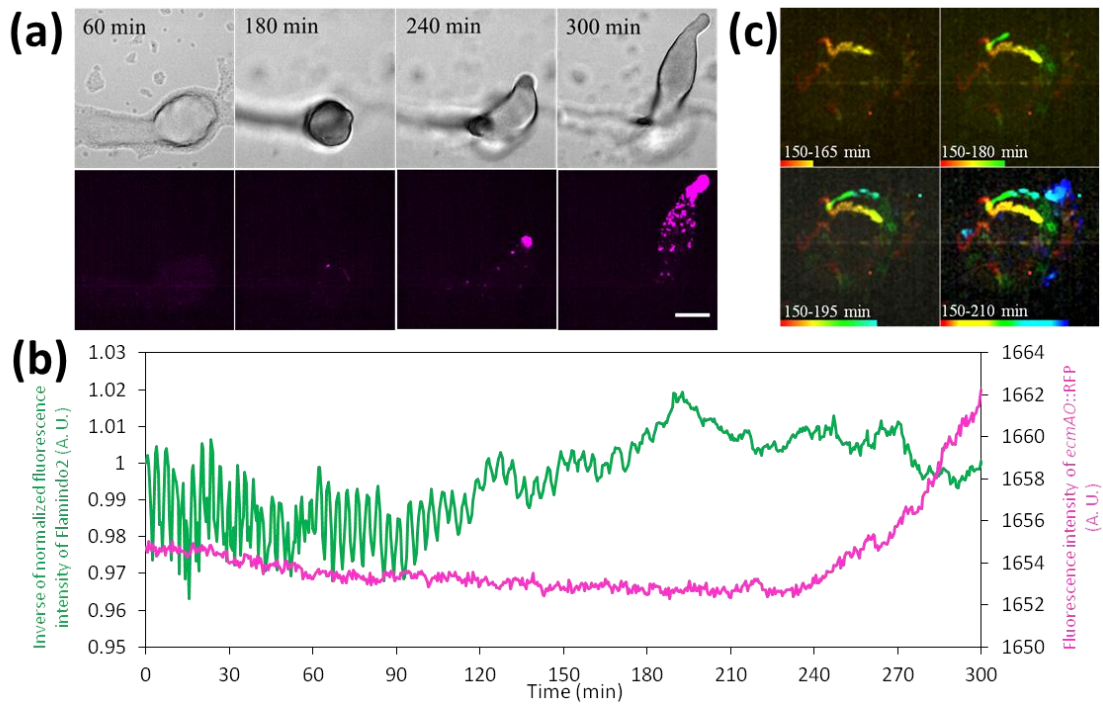 (a)
60 min
180 min
240 min
300 min
(c)
150-165 min
150-180 min
150-195 min
150-210 min
(b)
Inverse of normalized fluorescence
intensity of Flamindo2 (A. U.)
1.03
1.02
1.01
1
0.99
0.98
0.97
0.96
0.95
1664
1662
1660
1658
1656
1654
1652
1650
Fluorescence intensity of ecmAO::RFP
(A. U.)
0
30
60
90
120
150
180
210
240
270
300
Time (min)